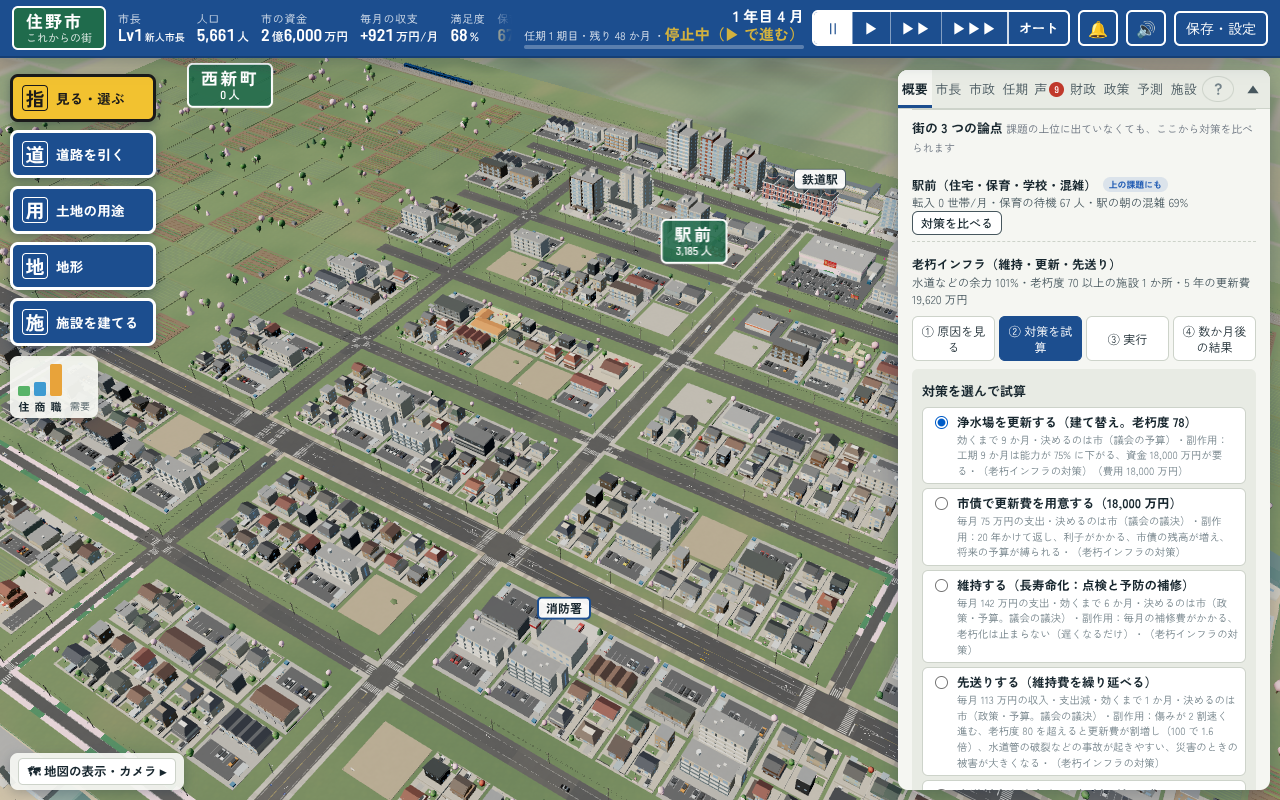 住野市
これからの街
市長
Lv1 新人市長
人口
5,661人
市の資金
2億6,000万円
毎月の収支
+921万円/月
満足度
68%
保
67
1年目4月
任期1期目・残り48か月・停止中（▶で進む）
オート
保存・設定
西新町
0人
指 見る・選ぶ
道 道路を引く
用 土地の用途
地 地形
施 施設を建てる
住 商 職 需要
鉄道駅
駅前
3,185人
消防署
地図の表示・カメラ ▸
概要 市長 市政 任期 声 9 財政 政策 予測 施設 ?
街の3つの論点 課題の上位に出ていなくても、ここから対策を比べ
られます
駅前（住宅・保育・学校・混雑） 上の課題にも
転入 0 世帯/月・保育の待機 67 人・駅の朝の混雑 69%
対策を比べる
老朽インフラ（維持・更新・先送り）
水道などの余力 101%・老朽度 70 以上の施設 1 か所・5 年の更新費
19,620 万円
① 原因を見
る
② 対策を試
算
③ 実行
④ 数か月後
の結果
対策を選んで試算
浄水場を更新する（建て替え。老朽度 78）
効くまで 9 か月・決めるのは市（議会の予算）・副作用：
工期 9 か月は能力が 75% に下がる、資金 18,000 万円が要
る・（老朽インフラの対策）（費用 18,000 万円）
市債で更新費を用意する（18,000 万円）
毎月 75 万円の支出・決めるのは市（議会の議決）・副作
用：20 年かけて返し、利子がかかる、市債の残高が増え、
将来の予算が縛られる・（老朽インフラの対策）
維持する（長寿命化：点検と予防の補修）
毎月 142 万円の支出・効くまで 6 か月・決めるのは市（政
策・予算。議会の議決）・副作用：毎月の補修費がかかる、
老朽化は止まらない（遅くなるだけ）・（老朽インフラの対
策）
先送りする（維持費を繰り延べる）
毎月 113 万円の収入・支出減・効くまで 1 か月・決めるのは
市（政策・予算。議会の議決）・副作用：傷みが 2 割速く
進む、老朽度 80 を超えると更新費が割増し（100 で 1.6
倍）、水道管の破裂などの事故が起きやすい、災害のときの
被害が大きくなる・（老朽インフラの対策）